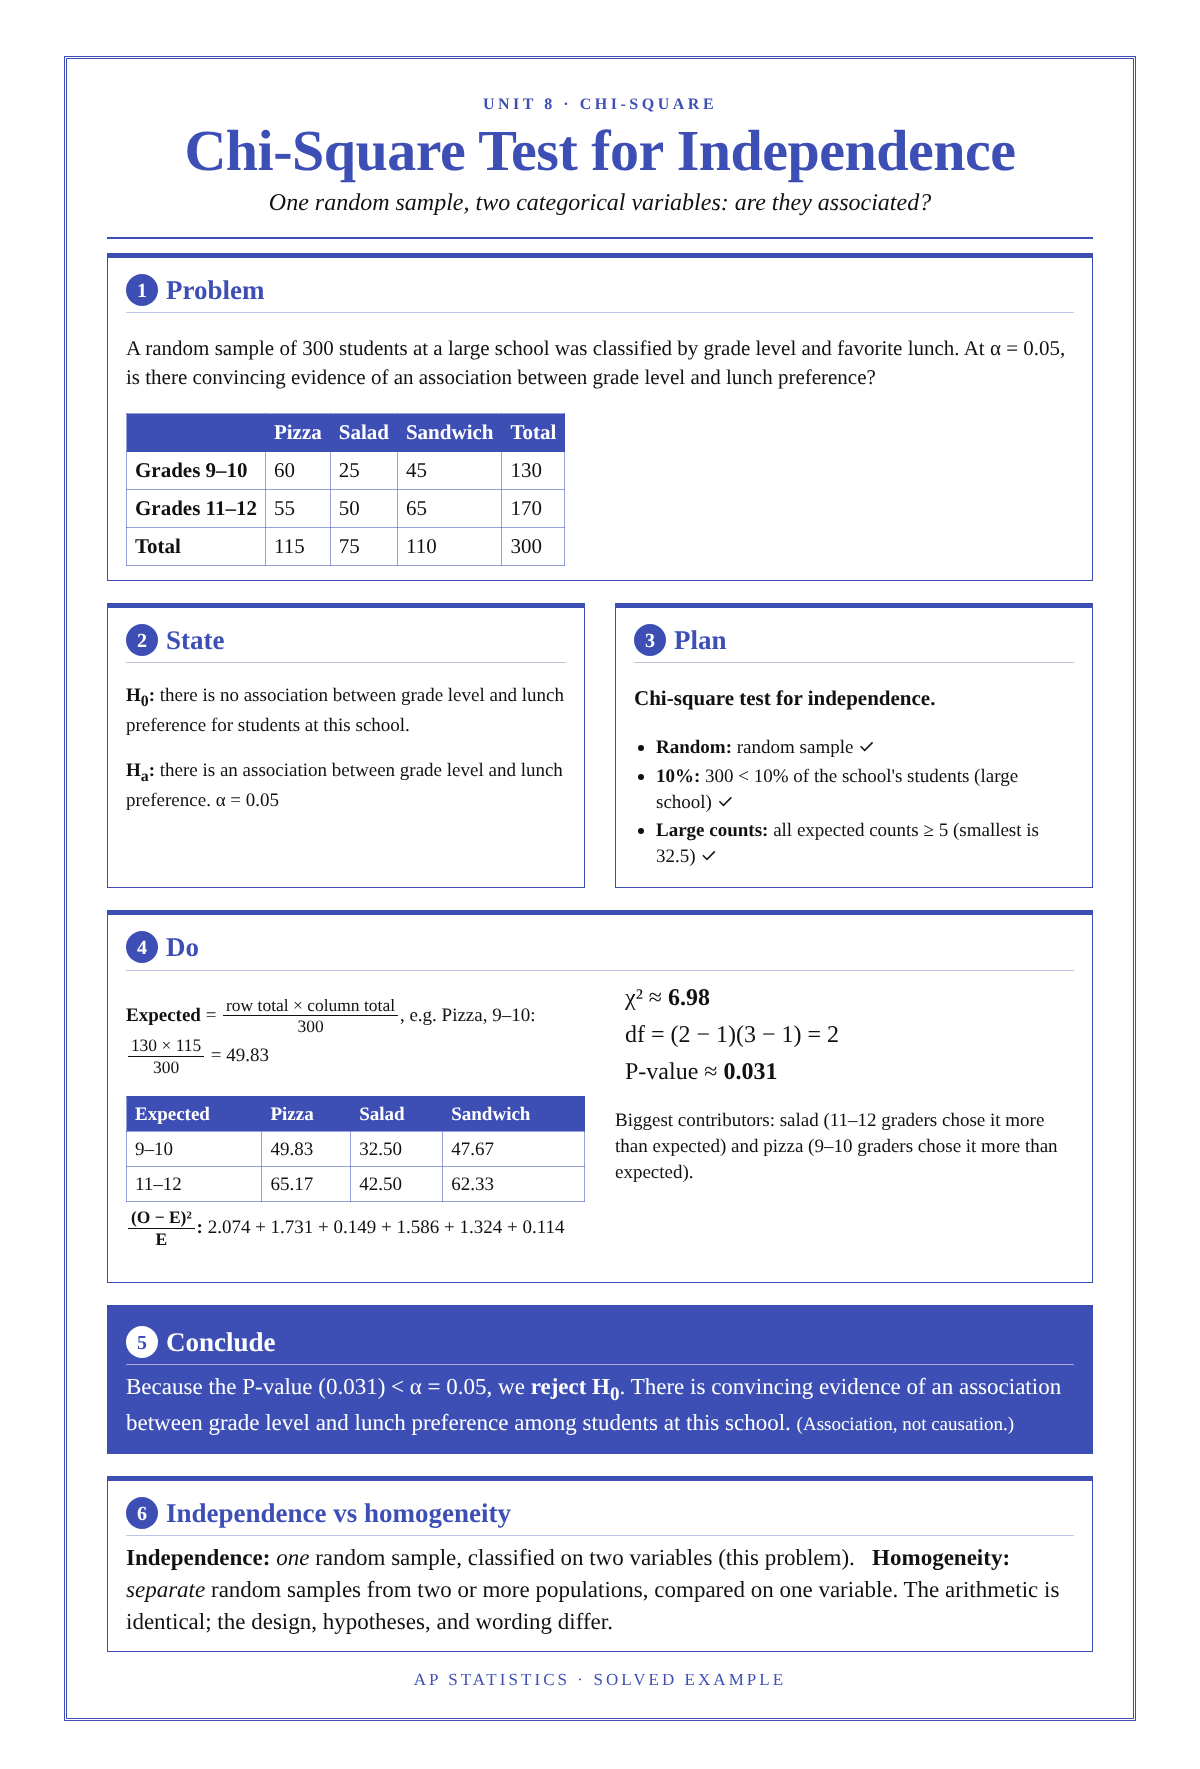 UNIT 8 · CHI-SQUARE
Chi-Square Test for Independence
One random sample, two categorical variables: are they associated?
1 Problem
A random sample of 300 students at a large school was classified by grade level and favorite lunch. At α = 0.05,
is there convincing evidence of an association between grade level and lunch preference?
Pizza Salad Sandwich Total
Grades 9–10 60 25 45 130
Grades 11–12 55 50 65 170
Total 115 75 110 300
2 State
H₀: there is no association between grade level and lunch
preference for students at this school.
Hₐ: there is an association between grade level and lunch
preference. α = 0.05
3 Plan
Chi-square test for independence.
• Random: random sample ✓
• 10%: 300 < 10% of the school's students (large
school) ✓
• Large counts: all expected counts ≥ 5 (smallest is
32.5) ✓
4 Do
Expected = row total × column total / 300, e.g. Pizza, 9–10:
130 × 115 / 300 = 49.83
Expected Pizza Salad Sandwich
9–10 49.83 32.50 47.67
11–12 65.17 42.50 62.33
(O − E)² / E: 2.074 + 1.731 + 0.149 + 1.586 + 1.324 + 0.114
χ² ≈ 6.98
df = (2 − 1)(3 − 1) = 2
P-value ≈ 0.031
Biggest contributors: salad (11–12 graders chose it more
than expected) and pizza (9–10 graders chose it more than
expected).
5 Conclude
Because the P-value (0.031) < α = 0.05, we reject H₀. There is convincing evidence of an association
between grade level and lunch preference among students at this school. (Association, not causation.)
6 Independence vs homogeneity
Independence: one random sample, classified on two variables (this problem). Homogeneity:
separate random samples from two or more populations, compared on one variable. The arithmetic is
identical; the design, hypotheses, and wording differ.
AP STATISTICS · SOLVED EXAMPLE